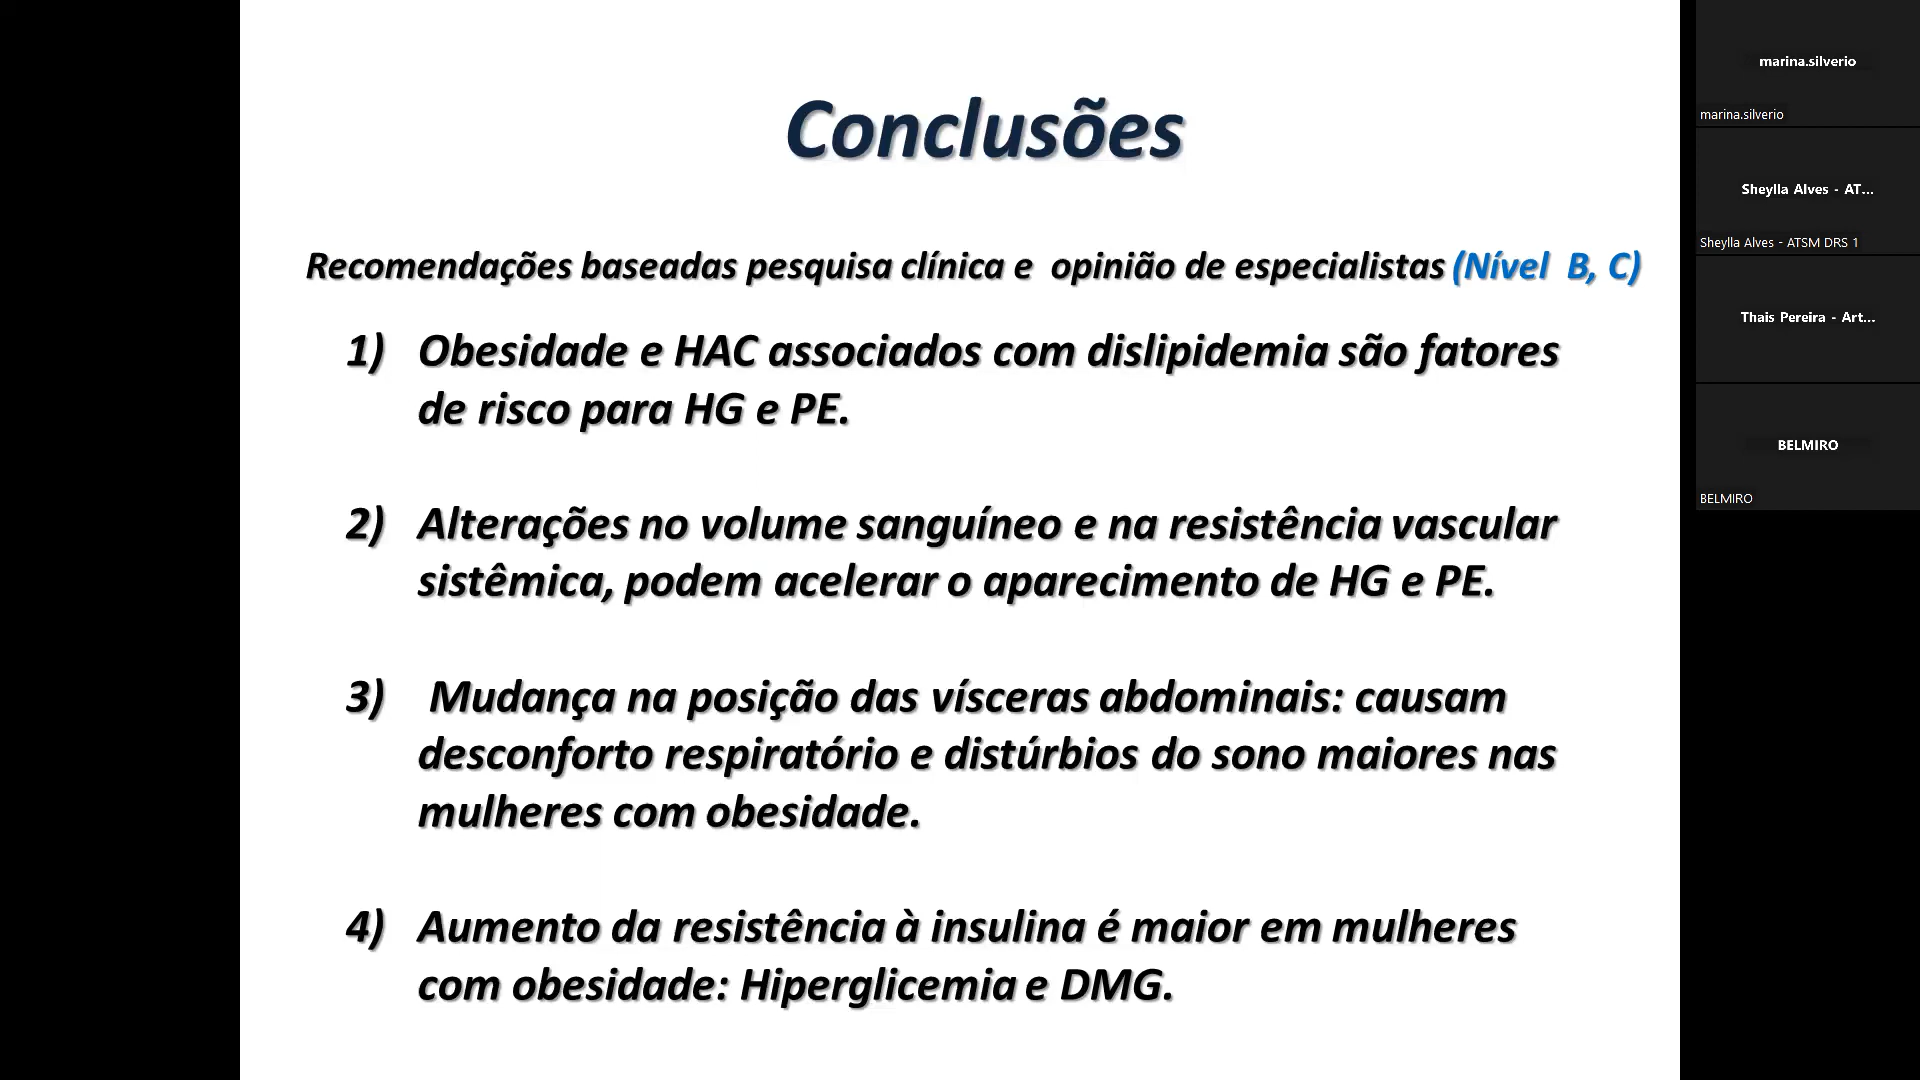 Conclusões
Recomendações baseadas pesquisa clínica e opinião de especialistas (Nível B, C)
1) Obesidade e HAC associados com dislipidemia são fatores
de risco para HG e PE.
2) Alterações no volume sanguíneo e na resistência vascular
sistêmica, podem acelerar o aparecimento de HG e PE.
3) Mudança na posição das vísceras abdominais: causam
desconforto respiratório e distúrbios do sono maiores nas
mulheres com obesidade.
4) Aumento da resistência à insulina é maior em mulheres
com obesidade: Hiperglicemia e DMG.
marina.silverio
marina.silverio
Sheylla Alves - AT...
Sheylla Alves - ATSM DRS 1
Thais Pereira - Art...
BELMIRO
BELMIRO